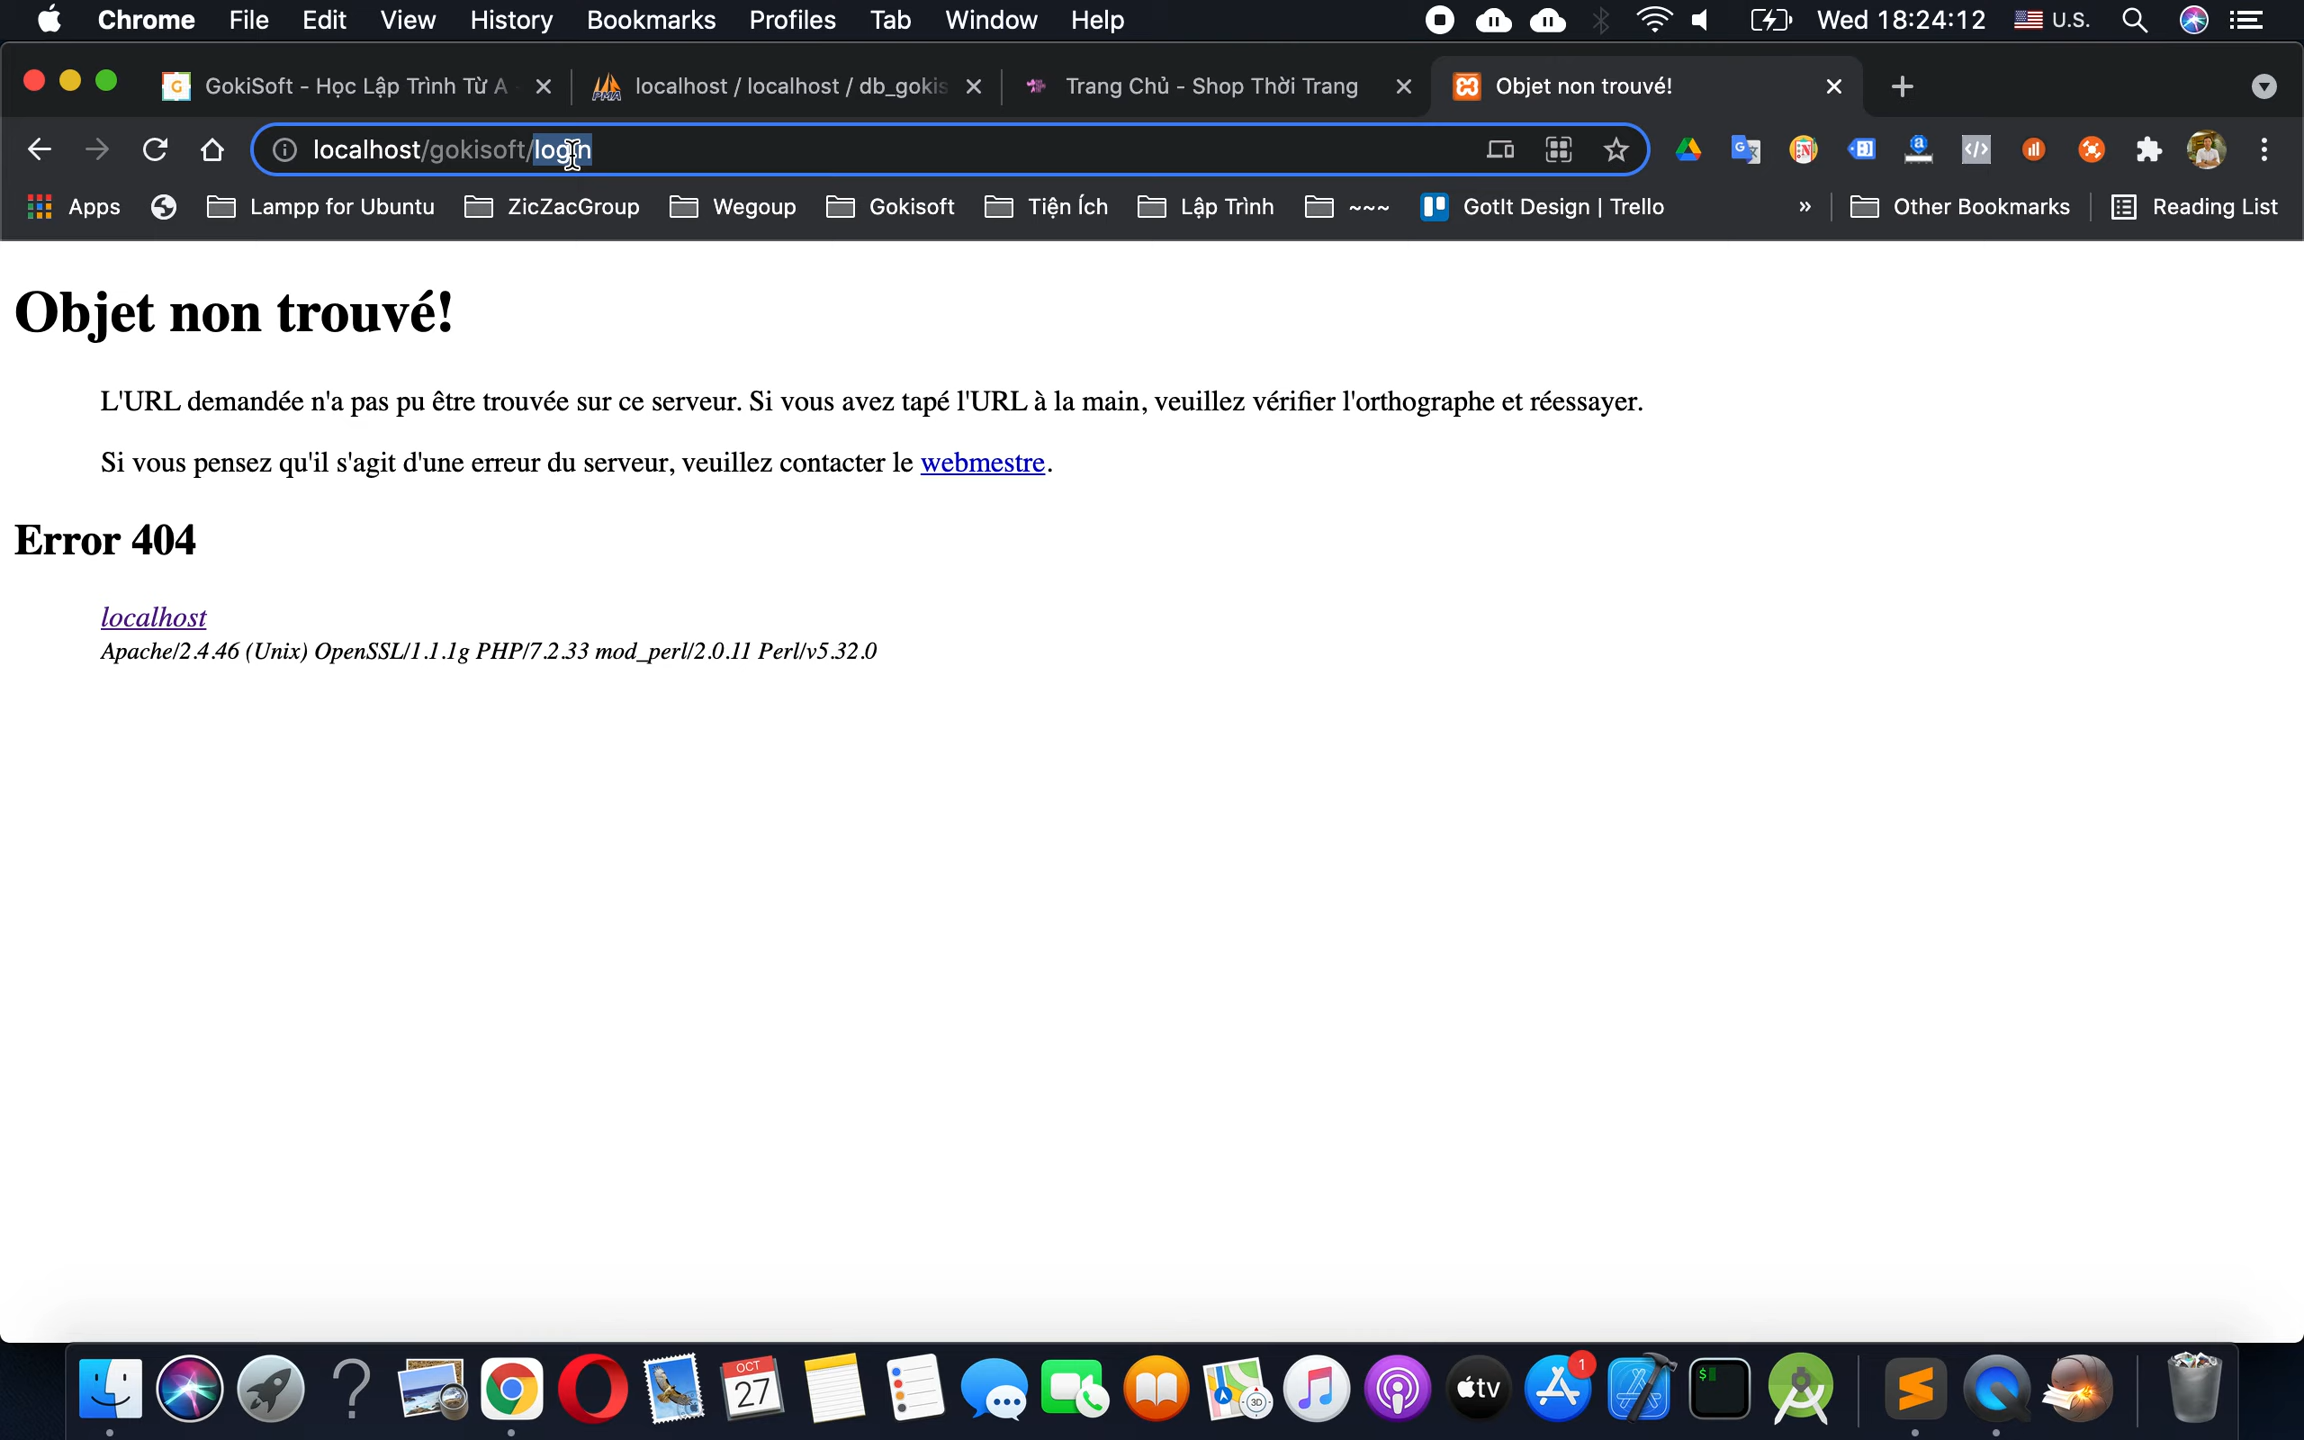 Chrome File Edit View History Bookmarks Profiles Tab Window Help Wed 18:24:12 U.S.
G GokiSoft - Học Lập Trình Từ A
PMA localhost / localhost / db_gokis
Trang Chủ - Shop Thời Trang
Objet non trouvé!
localhost/gokisoft/login
Apps Lampp for Ubuntu ZicZacGroup Wegoup Gokisoft Tiện Ích Lập Trình ~~~ GotIt Design | Trello » Other Bookmarks Reading List
Objet non trouvé!
L'URL demandée n'a pas pu être trouvée sur ce serveur. Si vous avez tapé l'URL à la main, veuillez vérifier l'orthographe et réessayer.
Si vous pensez qu'il s'agit d'une erreur du serveur, veuillez contacter le webmestre.
Error 404
localhost
Apache/2.4.46 (Unix) OpenSSL/1.1.1g PHP/7.2.33 mod_perl/2.0.11 Perl/v5.32.0
OCT
27
3D
tv
1
$